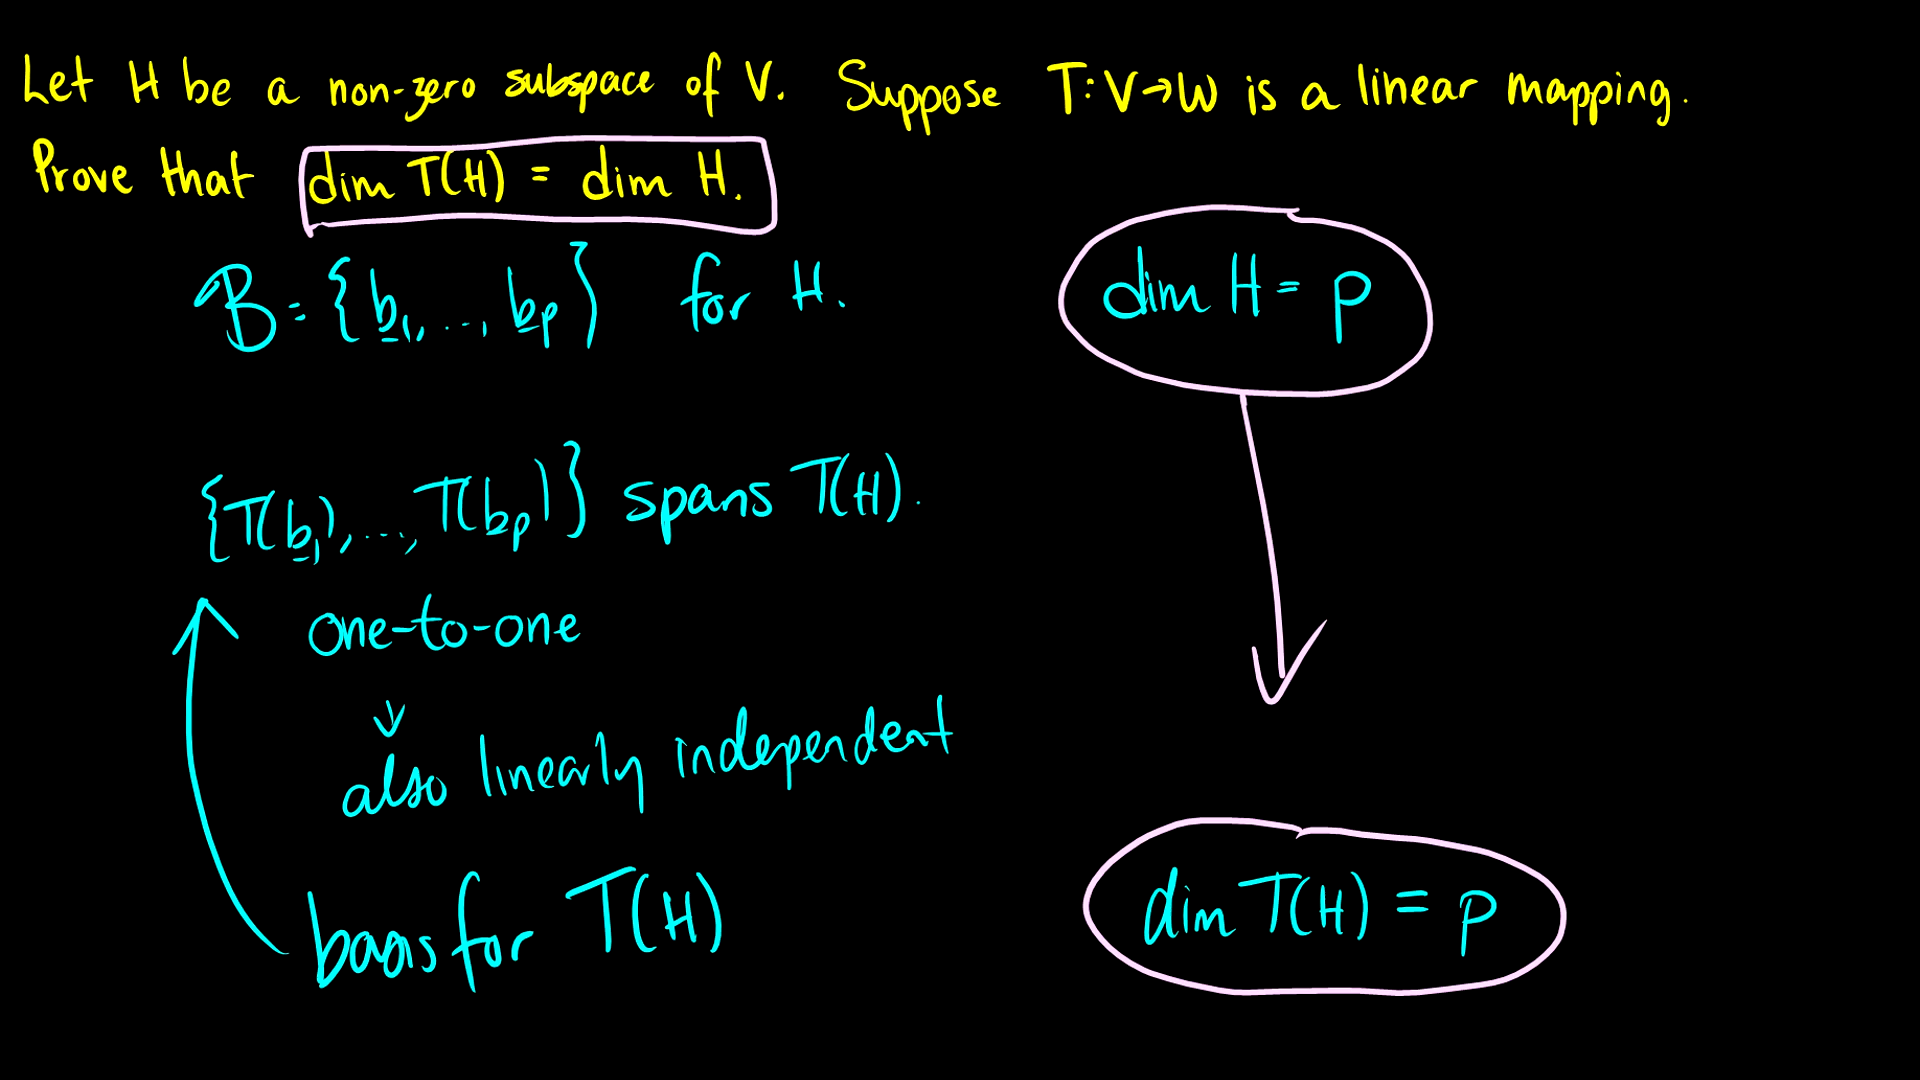 Let H be a non-zero subspace of V. Suppose T:V→W is a linear mapping.
Prove that dim T(H) = dim H.
B = {b₁, ..., bₚ} for H.
dim H = p
{T(b₁), ..., T(bₚ)} spans T(H).
one-to-one
↓
also linearly independent
basis for T(H)
dim T(H) = p